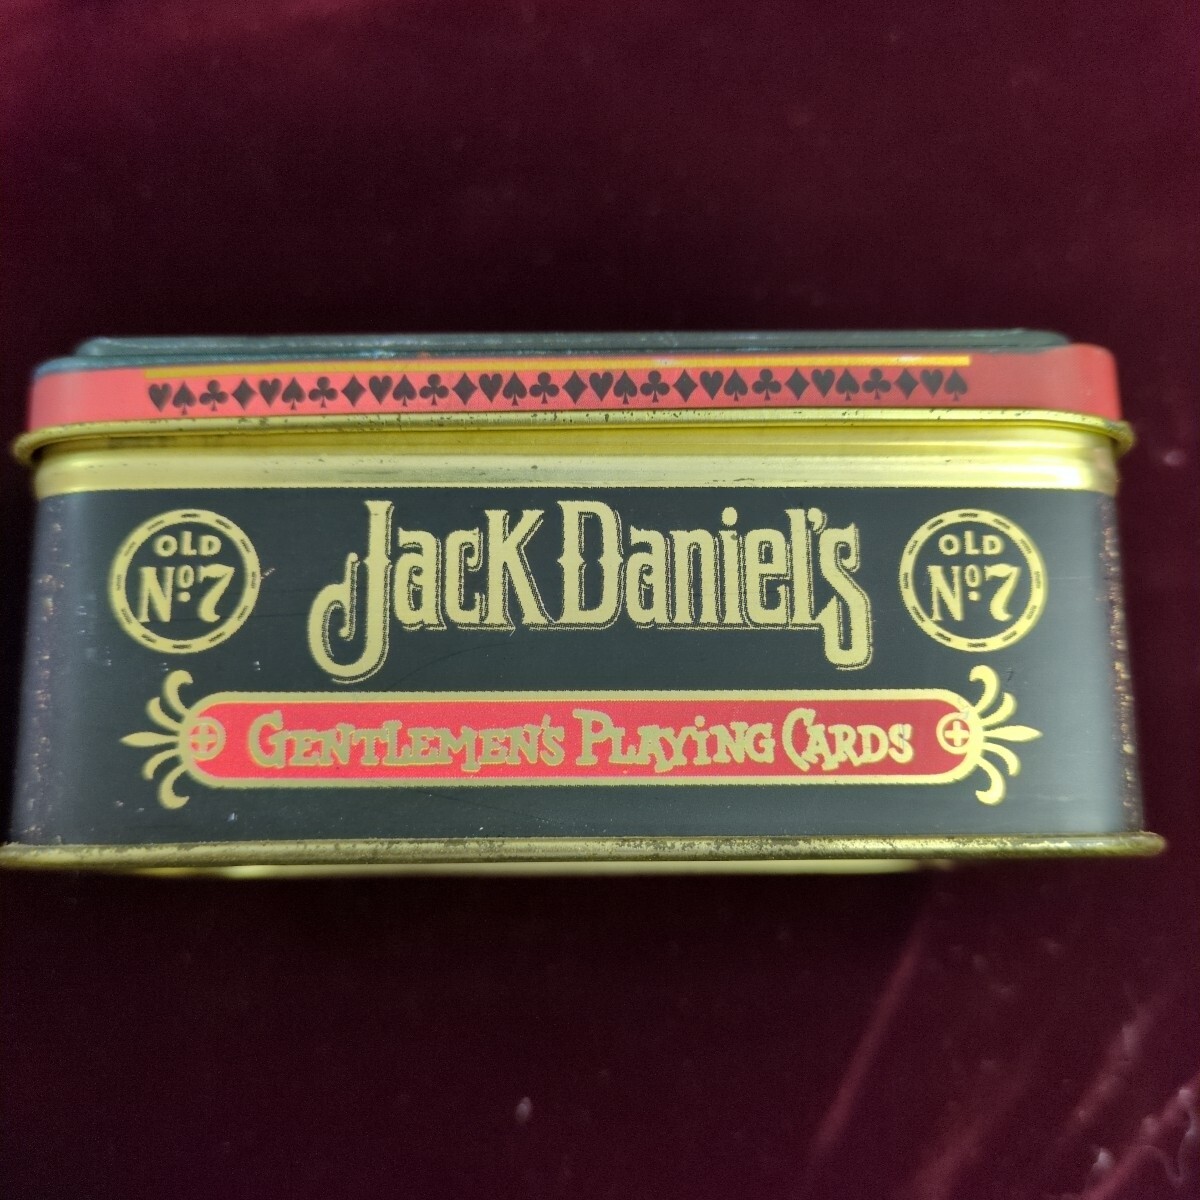 OLD
Nº7
Jack Daniel's
OLD
Nº7
GENTLEMEN'S PLAYING CARDS